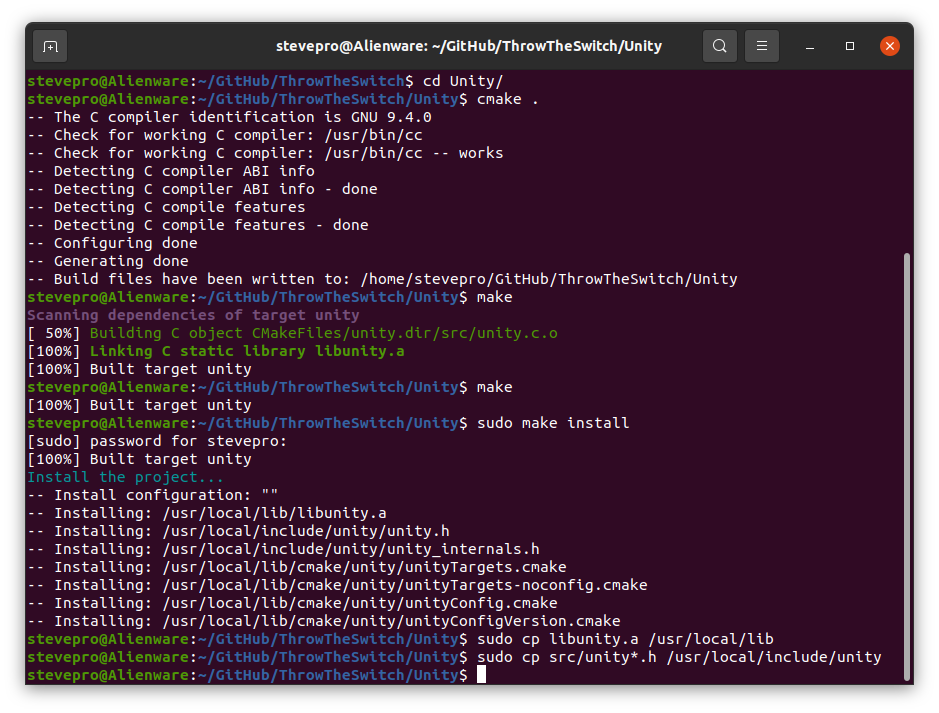 stevepro@Alienware: ~/GitHub/ThrowTheSwitch/Unity
stevepro@Alienware:~/GitHub/ThrowTheSwitch$ cd Unity/
stevepro@Alienware:~/GitHub/ThrowTheSwitch/Unity$ cmake .
-- The C compiler identification is GNU 9.4.0
-- Check for working C compiler: /usr/bin/cc
-- Check for working C compiler: /usr/bin/cc -- works
-- Detecting C compiler ABI info
-- Detecting C compiler ABI info - done
-- Detecting C compile features
-- Detecting C compile features - done
-- Configuring done
-- Generating done
-- Build files have been written to: /home/stevepro/GitHub/ThrowTheSwitch/Unity
stevepro@Alienware:~/GitHub/ThrowTheSwitch/Unity$ make
Scanning dependencies of target unity
[ 50%] Building C object CMakeFiles/unity.dir/src/unity.c.o
[100%] Linking C static library libunity.a
[100%] Built target unity
stevepro@Alienware:~/GitHub/ThrowTheSwitch/Unity$ make
[100%] Built target unity
stevepro@Alienware:~/GitHub/ThrowTheSwitch/Unity$ sudo make install
[sudo] password for stevepro:
[100%] Built target unity
Install the project...
-- Install configuration: ""
-- Installing: /usr/local/lib/libunity.a
-- Installing: /usr/local/include/unity/unity.h
-- Installing: /usr/local/include/unity/unity_internals.h
-- Installing: /usr/local/lib/cmake/unity/unityTargets.cmake
-- Installing: /usr/local/lib/cmake/unity/unityTargets-noconfig.cmake
-- Installing: /usr/local/lib/cmake/unity/unityConfig.cmake
-- Installing: /usr/local/lib/cmake/unity/unityConfigVersion.cmake
stevepro@Alienware:~/GitHub/ThrowTheSwitch/Unity$ sudo cp libunity.a /usr/local/lib
stevepro@Alienware:~/GitHub/ThrowTheSwitch/Unity$ sudo cp src/unity*.h /usr/local/include/unity
stevepro@Alienware:~/GitHub/ThrowTheSwitch/Unity$